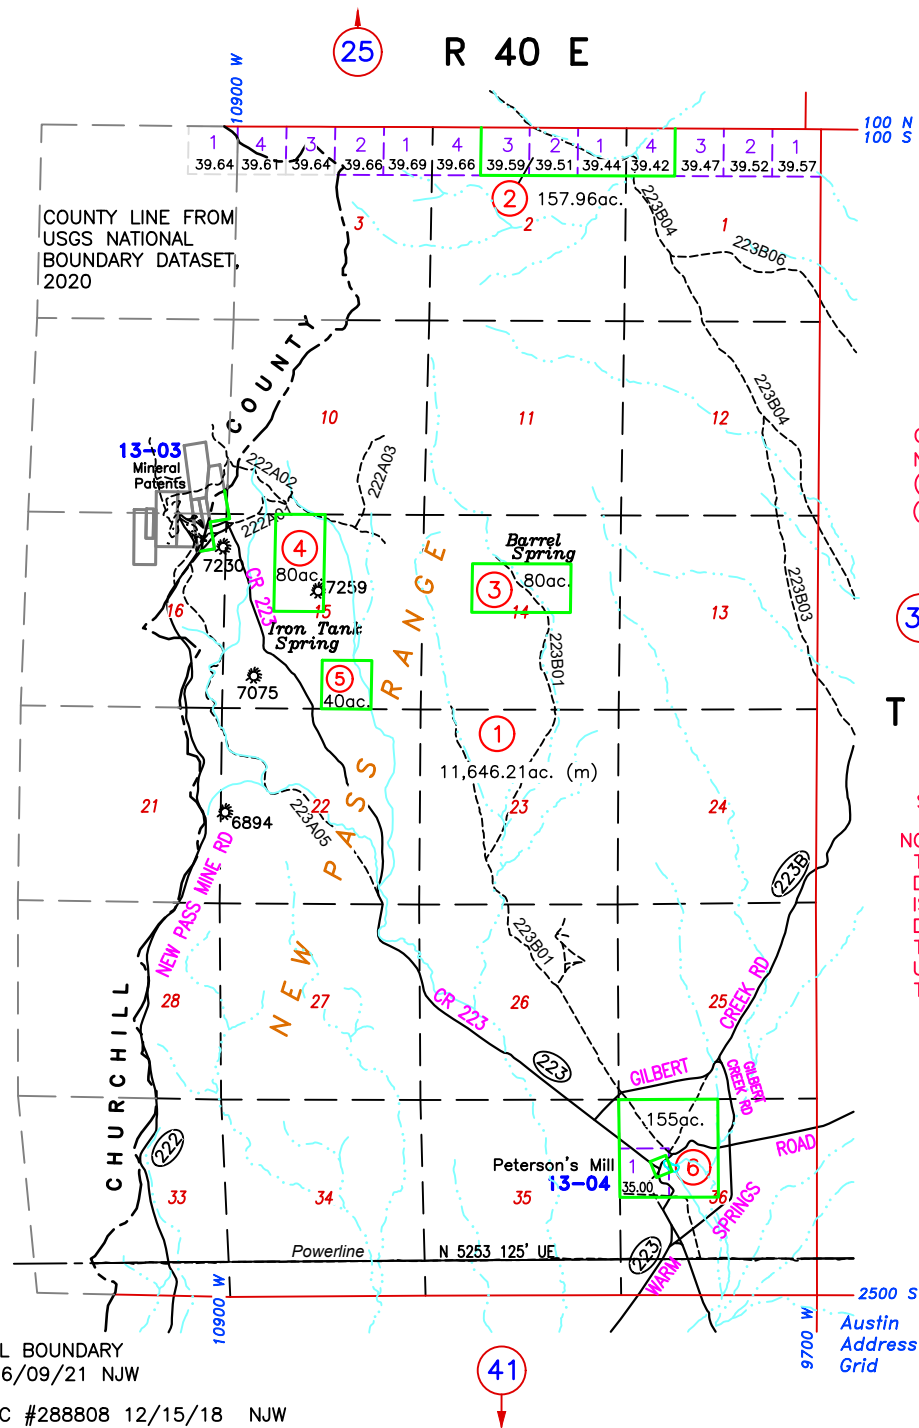 25
R 40 E
10900 W
100 N
100 S
1 4 3 2 1 4 3 2 1 4 3 2 1
39.64 39.61 39.64 39.66 39.69 39.66 39.59 39.51 39.44 39.42 39.47 39.52 39.57
2
157.96ac.
3
2
1
223B04
223B06
COUNTY LINE FROM
USGS NATIONAL
BOUNDARY DATASET,
2020
COUNTY
10
11
12
223B04
13-03
Mineral
Patents
222A02
222A03
222A01
7230
4
80ac.
7259
15
16
CR 223
Iron Tank
Spring
Barrel
Spring
3
80ac.
14
13
223B03
223B01
3
7075
5
40ac.
T
1
11,646.21ac. (m)
NEW PASS RANGE
21
6894
22
223A05
23
24
NEW PASS MINE RD
223B
223B01
28
27
26
25
CR 223
CREEK RD
223
GILBERT
GILBERT
CREEK RD
CHURCHILL
222
155ac.
ROAD
Peterson's Mill
13-04
1
35.00
6
33
34
35
36
SPRINGS
Powerline
N 5253 125' UE
223
WARM
10900 W
9700 W
2500 S
Austin
Address
Grid
L BOUNDARY
6/09/21 NJW
41
C #288808 12/15/18 NJW